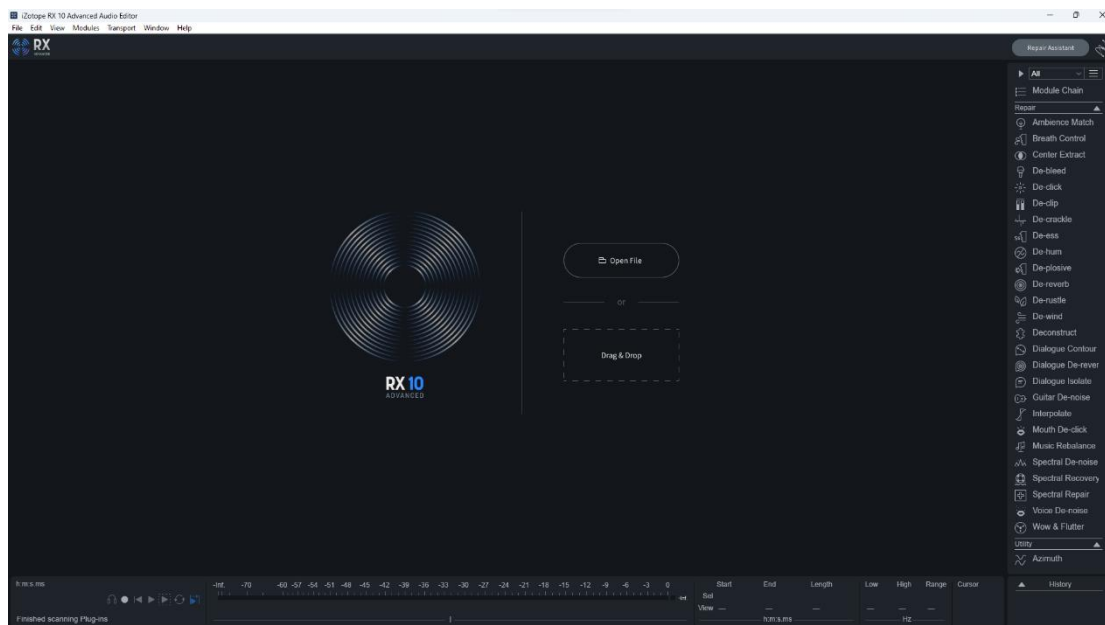 iZotope RX 10 Advanced Audio Editor
File Edit View Modules Transport Window Help
RX
ADVANCED
Repair Assistant
All
Module Chain
Repair
Ambience Match
Breath Control
Center Extract
De-bleed
De-click
De-clip
De-crackle
De-ess
De-hum
De-plosive
De-reverb
De-rustle
De-wind
Deconstruct
Dialogue Contour
Dialogue De-rever
Dialogue Isolate
Guitar De-noise
Interpolate
Mouth De-click
Music Rebalance
Spectral De-noise
Spectral Recovery
Spectral Repair
Voice De-noise
Wow & Flutter
Utility
Azimuth
Open File
or
Drag & Drop
RX 10
ADVANCED
h:m:s.ms
-Inf. -70 -60 -57 -54 -51 -48 -45 -42 -39 -36 -33 -30 -27 -24 -21 -18 -15 -12 -9 -6 -3 0
-Inf.
Start End Length Low High Range Cursor
Sel
View — — — — — —
h:m:s.ms Hz
History
Finished scanning Plug-ins